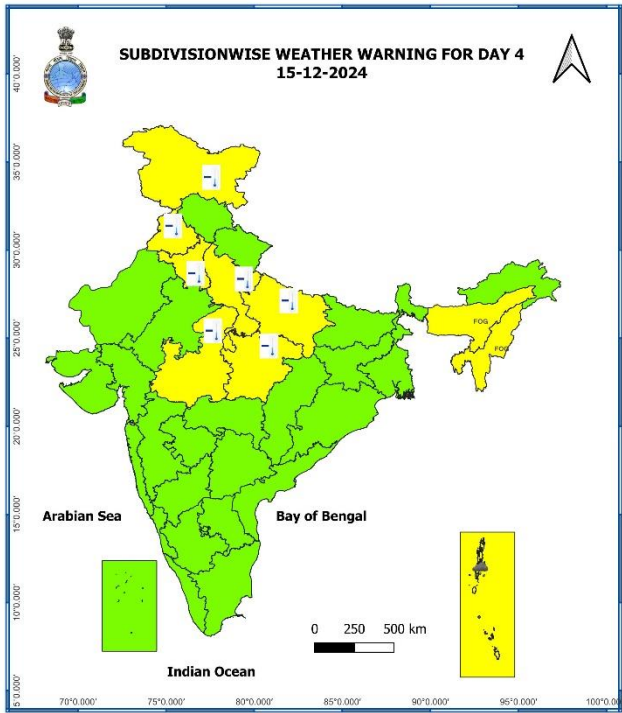 SUBDIVISIONWISE WEATHER WARNING FOR DAY 4
15-12-2024
40°0.000'
35°0.000'
30°0.000'
25°0.000'
20°0.000'
15°0.000'
10°0.000'
5°0.000'
FOG
FOG
Arabian Sea
Bay of Bengal
0 250 500 km
Indian Ocean
70°0.000' 75°0.000' 80°0.000' 85°0.000' 90°0.000' 95°0.000' 100°0.000'